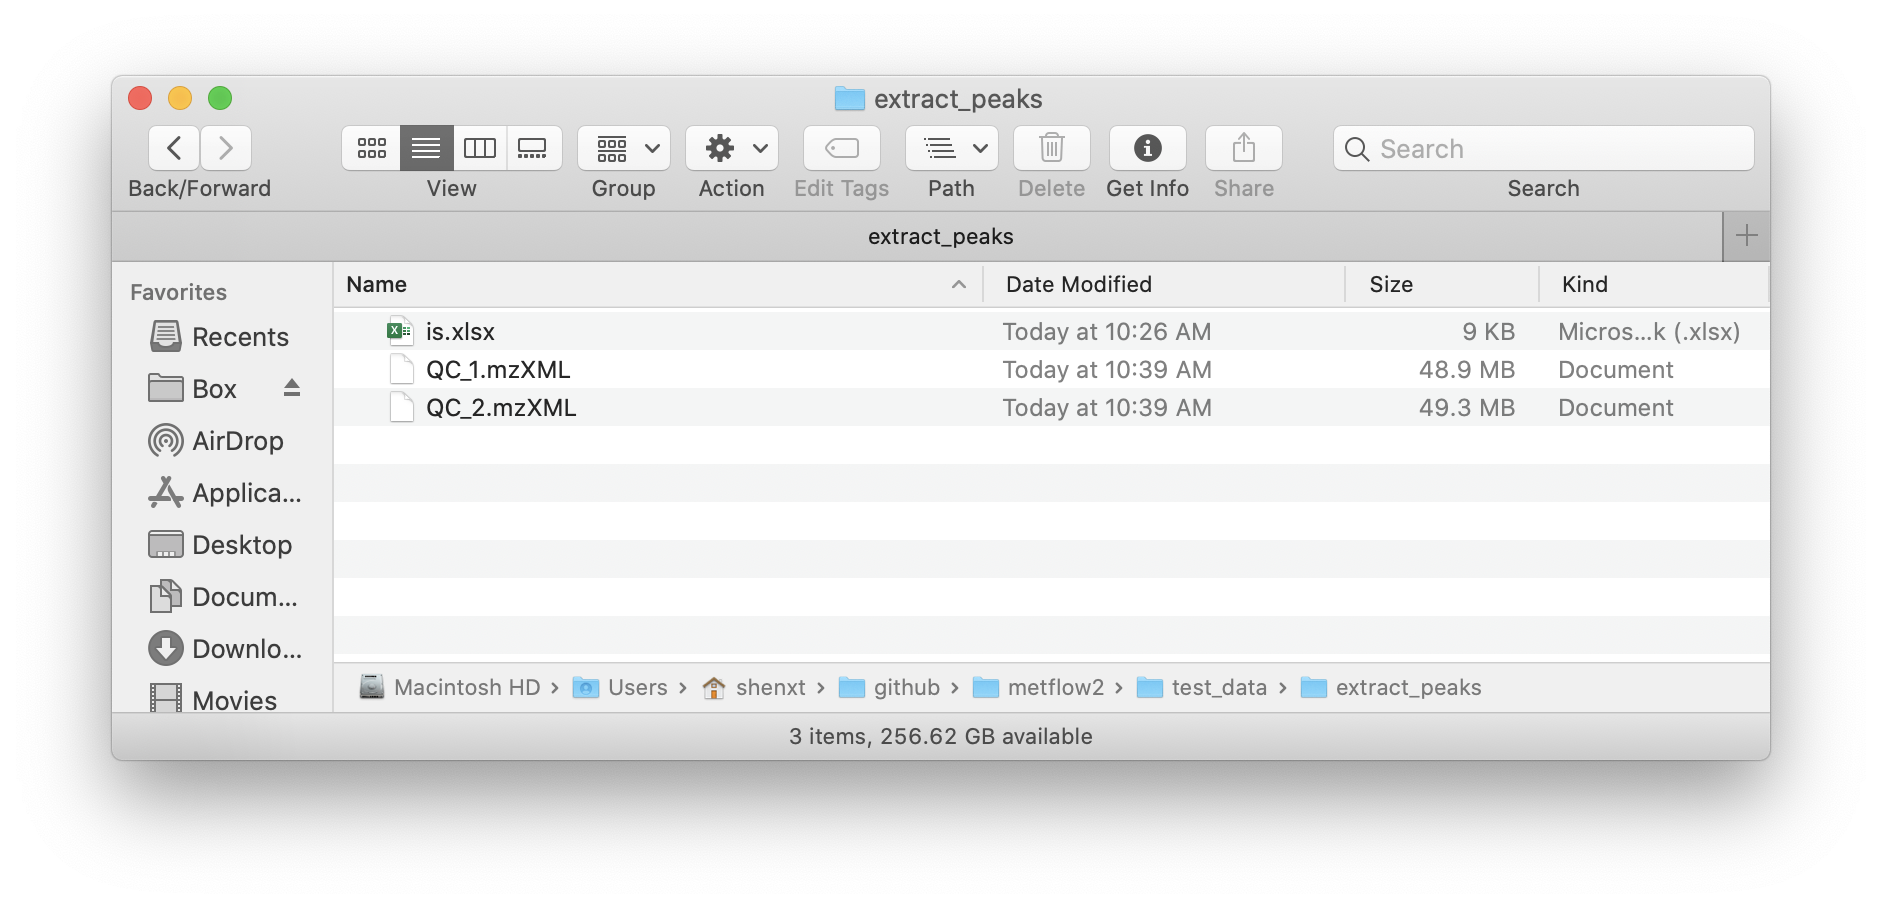 extract_peaks
Search
Back/Forward View Group Action Edit Tags Path Delete Get Info Share Search
extract_peaks
Favorites
Recents
Box
AirDrop
Applica...
Desktop
Docum...
Downlo...
Movies
Name Date Modified Size Kind
is.xlsx Today at 10:26 AM 9 KB Micros...k (.xlsx)
QC_1.mzXML Today at 10:39 AM 48.9 MB Document
QC_2.mzXML Today at 10:39 AM 49.3 MB Document
Macintosh HD › Users › shenxt › github › metflow2 › test_data › extract_peaks
3 items, 256.62 GB available